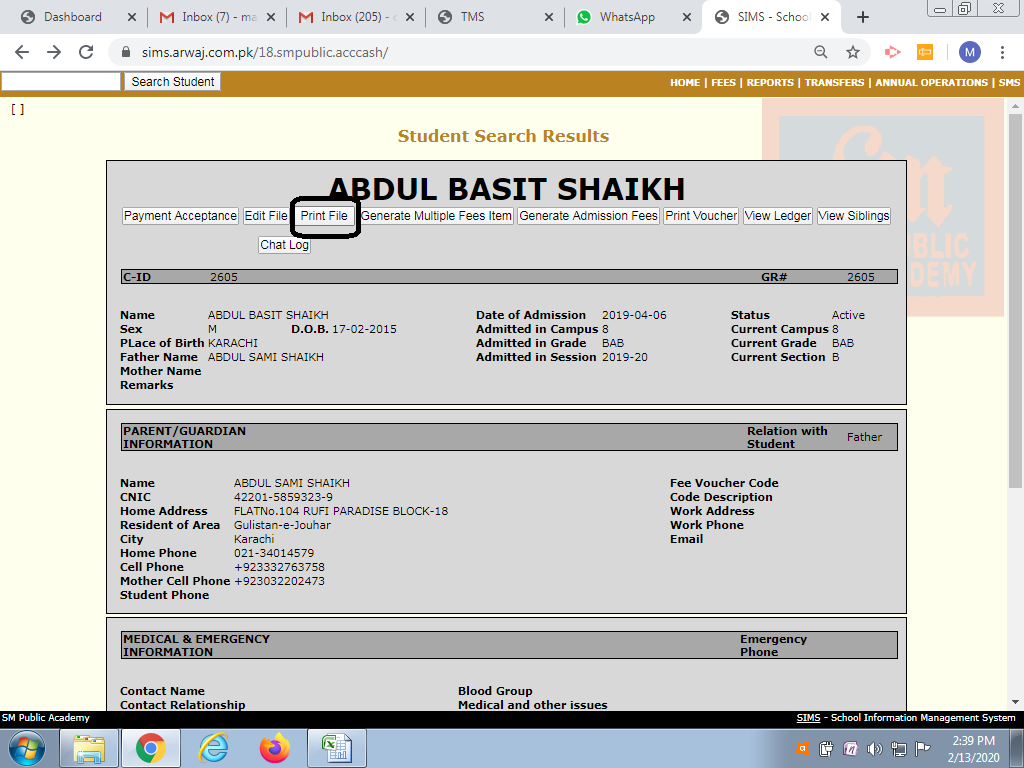 Dashboard
Inbox (7) - ma
Inbox (205) - c
TMS
WhatsApp
SIMS - School
sims.arwaj.com.pk/18.smpublic.acccash/
M
Search Student
HOME | FEES | REPORTS | TRANSFERS | ANNUAL OPERATIONS | SMS
[ ]
Student Search Results
Sm
PUBLIC
ACADEMY
ABDUL BASIT SHAIKH
Payment Acceptance Edit File Print File Generate Multiple Fees Item Generate Admission Fees Print Voucher View Ledger View Siblings
Chat Log
C-ID 2605 GR# 2605
Name ABDUL BASIT SHAIKH Date of Admission 2019-04-06 Status Active
Sex M D.O.B. 17-02-2015 Admitted in Campus 8 Current Campus 8
PLace of Birth KARACHI Admitted in Grade BAB Current Grade BAB
Father Name ABDUL SAMI SHAIKH Admitted in Session 2019-20 Current Section B
Mother Name
Remarks
PARENT/GUARDIAN INFORMATION Relation with Student Father
Name ABDUL SAMI SHAIKH Fee Voucher Code
CNIC 42201-5859323-9 Code Description
Home Address FLATNo.104 RUFI PARADISE BLOCK-18 Work Address
Resident of Area Gulistan-e-Jouhar Work Phone
City Karachi Email
Home Phone 021-34014579
Cell Phone +923332763758
Mother Cell Phone +923032202473
Student Phone
MEDICAL & EMERGENCY INFORMATION Emergency Phone
Contact Name Blood Group
Contact Relationship Medical and other issues
SM Public Academy SIMS - School Information Management System
2:39 PM
2/13/2020